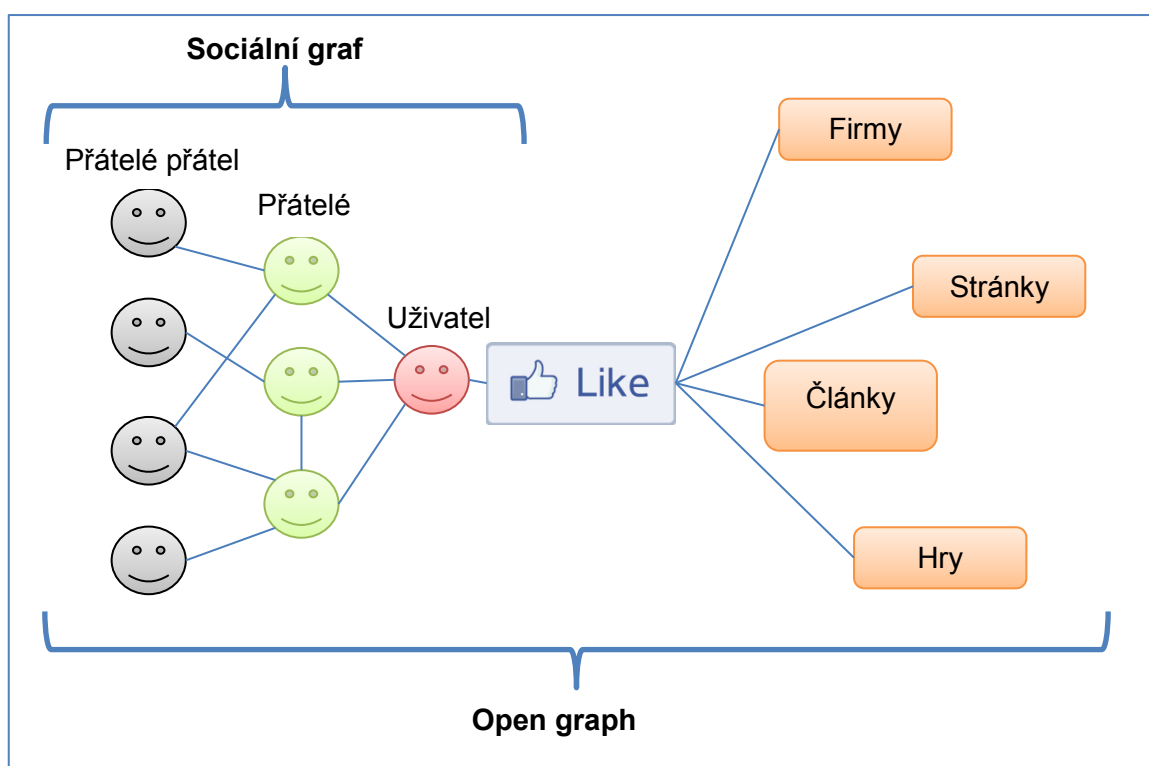 Sociální graf
Přátelé přátel
Přátelé
Uživatel
Like
Firmy
Stránky
Články
Hry
Open graph